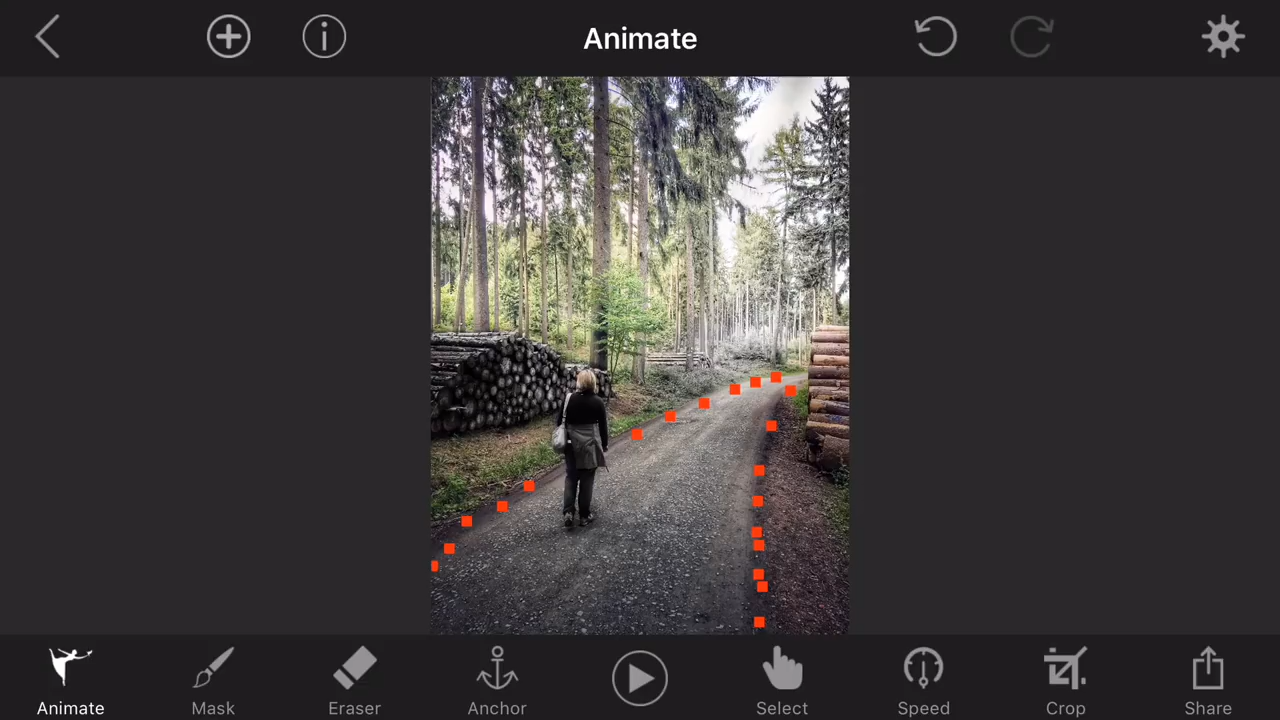 Animate
Animate
Mask
Eraser
Anchor
Select
Speed
Crop
Share